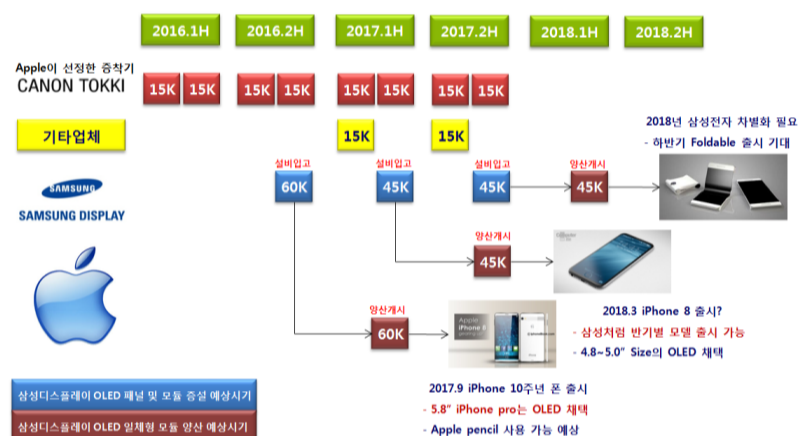 2016.1H 2016.2H 2017.1H 2017.2H 2018.1H 2018.2H
Apple이 선정한 증착기
CANON TOKKI
15K 15K 15K 15K 15K 15K 15K 15K
기타업체
15K 15K
2018년 삼성전자 차별화 필요
- 하반기 Foldable 출시 기대
설비입고 설비입고 설비입고 양산개시
60K 45K 45K 45K
SAMSUNG
SAMSUNG DISPLAY
양산개시
45K
2018.3 iPhone 8 출시?
- 삼성처럼 반기별 모델 출시 가능
- 4.8~5.0” Size의 OLED 채택
양산개시
60K
Apple
iPhone 8
2017.9 iPhone 10주년 폰 출시
- 5.8” iPhone pro는 OLED 채택
- Apple pencil 사용 가능 예상
삼성디스플레이 OLED 패널 및 모듈 증설 예상시기
삼성디스플레이 OLED 일체형 모듈 양산 예상시기